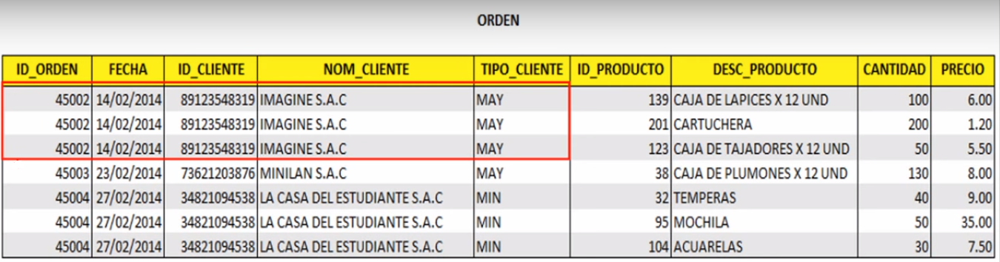 ORDEN
ID_ORDEN FECHA ID_CLIENTE NOM_CLIENTE TIPO_CLIENTE ID_PRODUCTO DESC_PRODUCTO CANTIDAD PRECIO
45002 14/02/2014 89123548319 IMAGINE S.A.C MAY 139 CAJA DE LAPICES X 12 UND 100 6.00
45002 14/02/2014 89123548319 IMAGINE S.A.C MAY 201 CARTUCHERA 200 1.20
45002 14/02/2014 89123548319 IMAGINE S.A.C MAY 123 CAJA DE TAJADORES X 12 UND 50 5.50
45003 23/02/2014 73621203876 MINILAN S.A.C MAY 38 CAJA DE PLUMONES X 12 UND 130 8.00
45004 27/02/2014 34821094538 LA CASA DEL ESTUDIANTE S.A.C MIN 32 TEMPERAS 40 9.00
45004 27/02/2014 34821094538 LA CASA DEL ESTUDIANTE S.A.C MIN 95 MOCHILA 50 35.00
45004 27/02/2014 34821094538 LA CASA DEL ESTUDIANTE S.A.C MIN 104 ACUARELAS 30 7.50